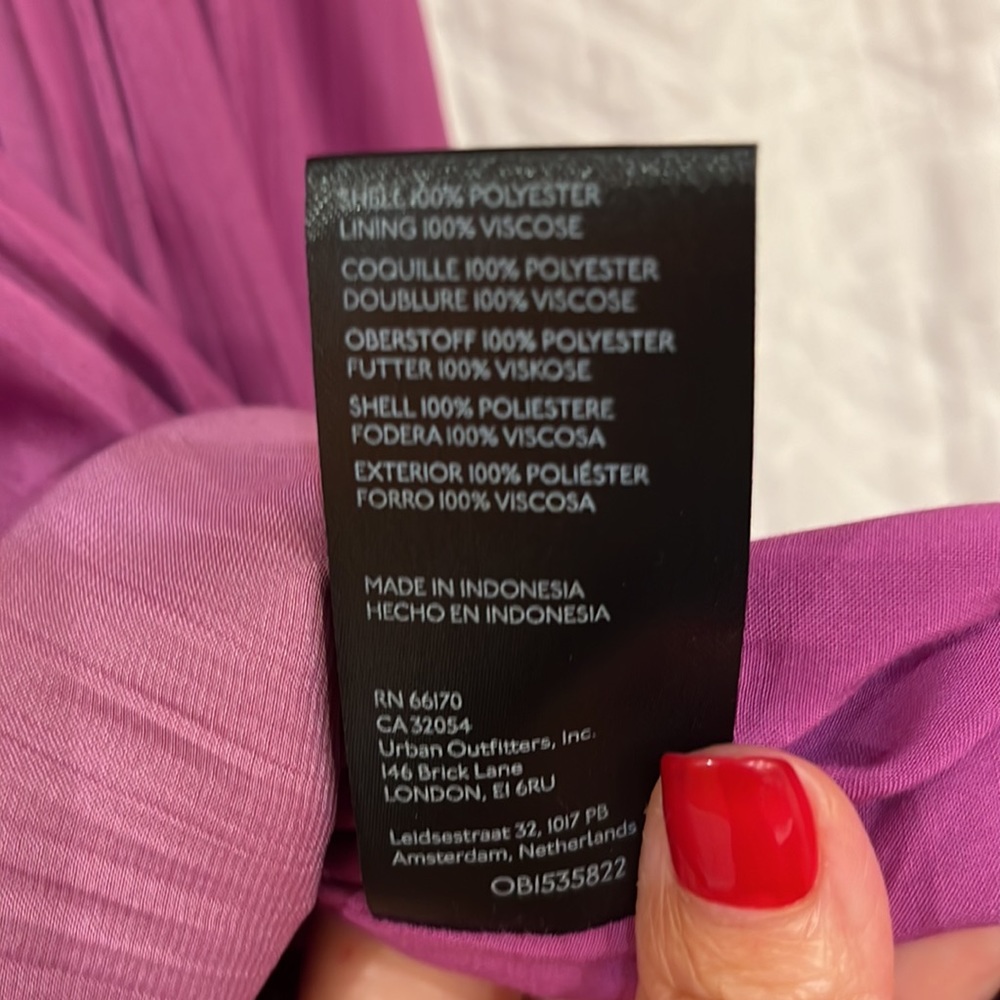 SHELL 100% POLYESTER
LINING 100% VISCOSE
COQUILLE 100% POLYESTER
DOUBLURE 100% VISCOSE
OBERSTOFF 100% POLYESTER
FUTTER 100% VISKOSE
SHELL 100% POLIESTERE
FODERA 100% VISCOSA
EXTERIOR 100% POLIÉSTER
FORRO 100% VISCOSA
MADE IN INDONESIA
HECHO EN INDONESIA
RN 66170
CA 32054
Urban Outfitters, Inc.
146 Brick Lane
LONDON, E1 6RU
Leidsestraat 32, 1017 PB
Amsterdam, Netherlands
OB1535822